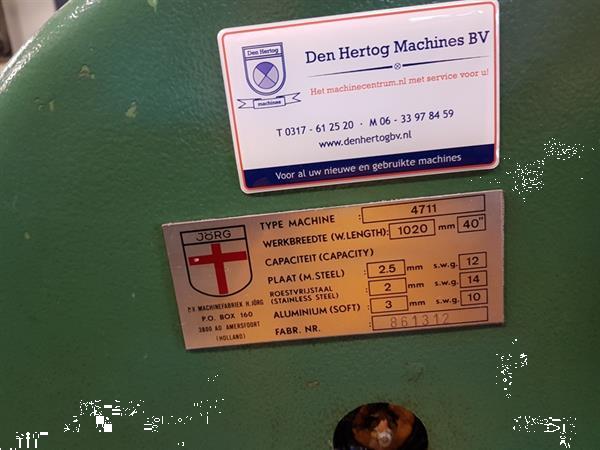 Den Hertog
machines
Den Hertog Machines BV
Het machinecentrum.nl met service voor u!
T 0317 - 61 25 20 · M 06 - 33 97 84 59
www.denhertogbv.nl
Voor al uw nieuwe en gebruikte machines
JÖRG
MACHINEFABRIEK H.JÖRG
P.O. BOX 160
3800 AD AMERSFOORT
(HOLLAND)
TYPE MACHINE : 4711
WERKBREEDTE (W.LENGTH): 1020 mm 40"
CAPACITEIT (CAPACITY)
PLAAT (M. STEEL) : 2.5 mm s.w.g. 12
ROESTVRIJSTAAL
(STAINLESS STEEL) : 2 mm s.w.g. 14
ALUMINIUM (SOFT) : 3 mm s.w.g. 10
FABR. NR. : 861312